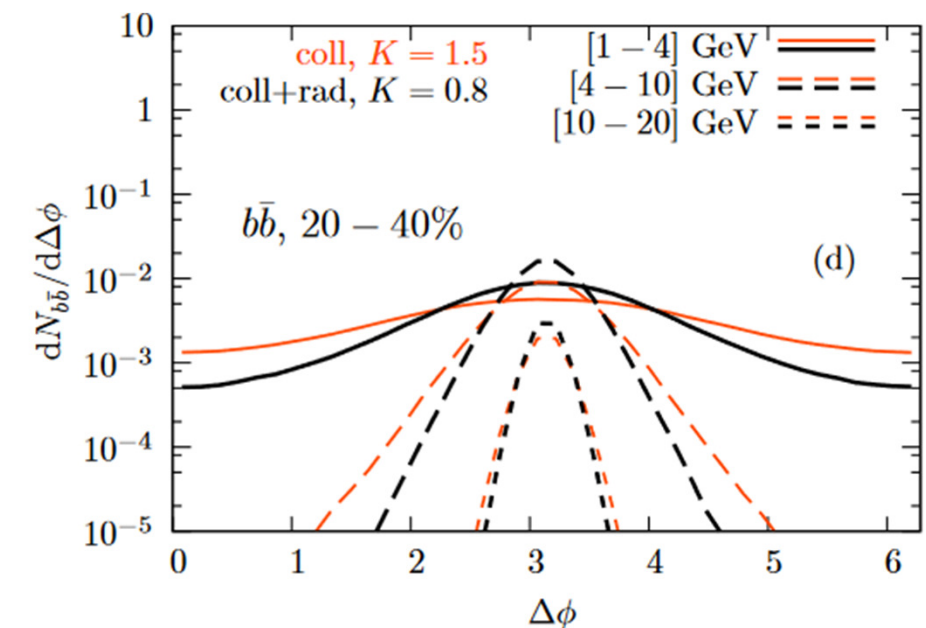 10
coll, K = 1.5
[1 − 4] GeV
coll+rad, K = 0.8
[4 − 10] GeV
[10 − 20] GeV
1
10⁻¹
bb̄, 20 − 40%
(d)
10⁻²
10⁻³
10⁻⁴
10⁻⁵
dN_{bb̄}/dΔϕ
0 1 2 3 4 5 6
Δϕ